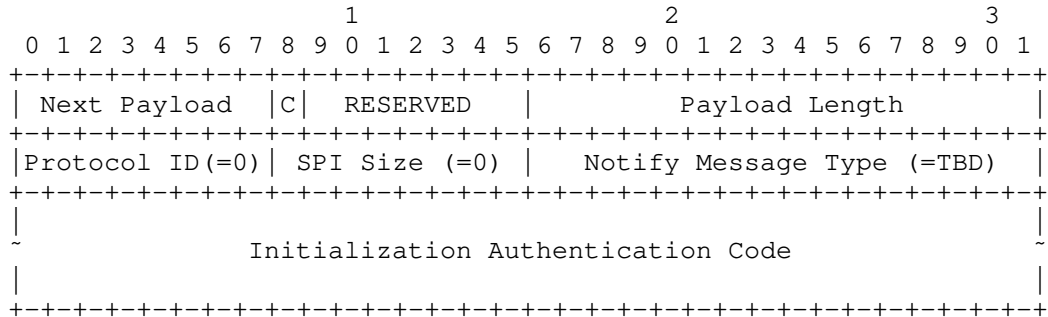 1                   2                   3
 0 1 2 3 4 5 6 7 8 9 0 1 2 3 4 5 6 7 8 9 0 1 2 3 4 5 6 7 8 9 0 1
+-+-+-+-+-+-+-+-+-+-+-+-+-+-+-+-+-+-+-+-+-+-+-+-+-+-+-+-+-+-+-+-+
| Next Payload  |C|  RESERVED   |         Payload Length        |
+-+-+-+-+-+-+-+-+-+-+-+-+-+-+-+-+-+-+-+-+-+-+-+-+-+-+-+-+-+-+-+-+
|Protocol ID(=0)| SPI Size (=0) |   Notify Message Type (=TBD)  |
+-+-+-+-+-+-+-+-+-+-+-+-+-+-+-+-+-+-+-+-+-+-+-+-+-+-+-+-+-+-+-+-+
|                                                               |
~               Initialization Authentication Code              ~
|                                                               |
+-+-+-+-+-+-+-+-+-+-+-+-+-+-+-+-+-+-+-+-+-+-+-+-+-+-+-+-+-+-+-+-+